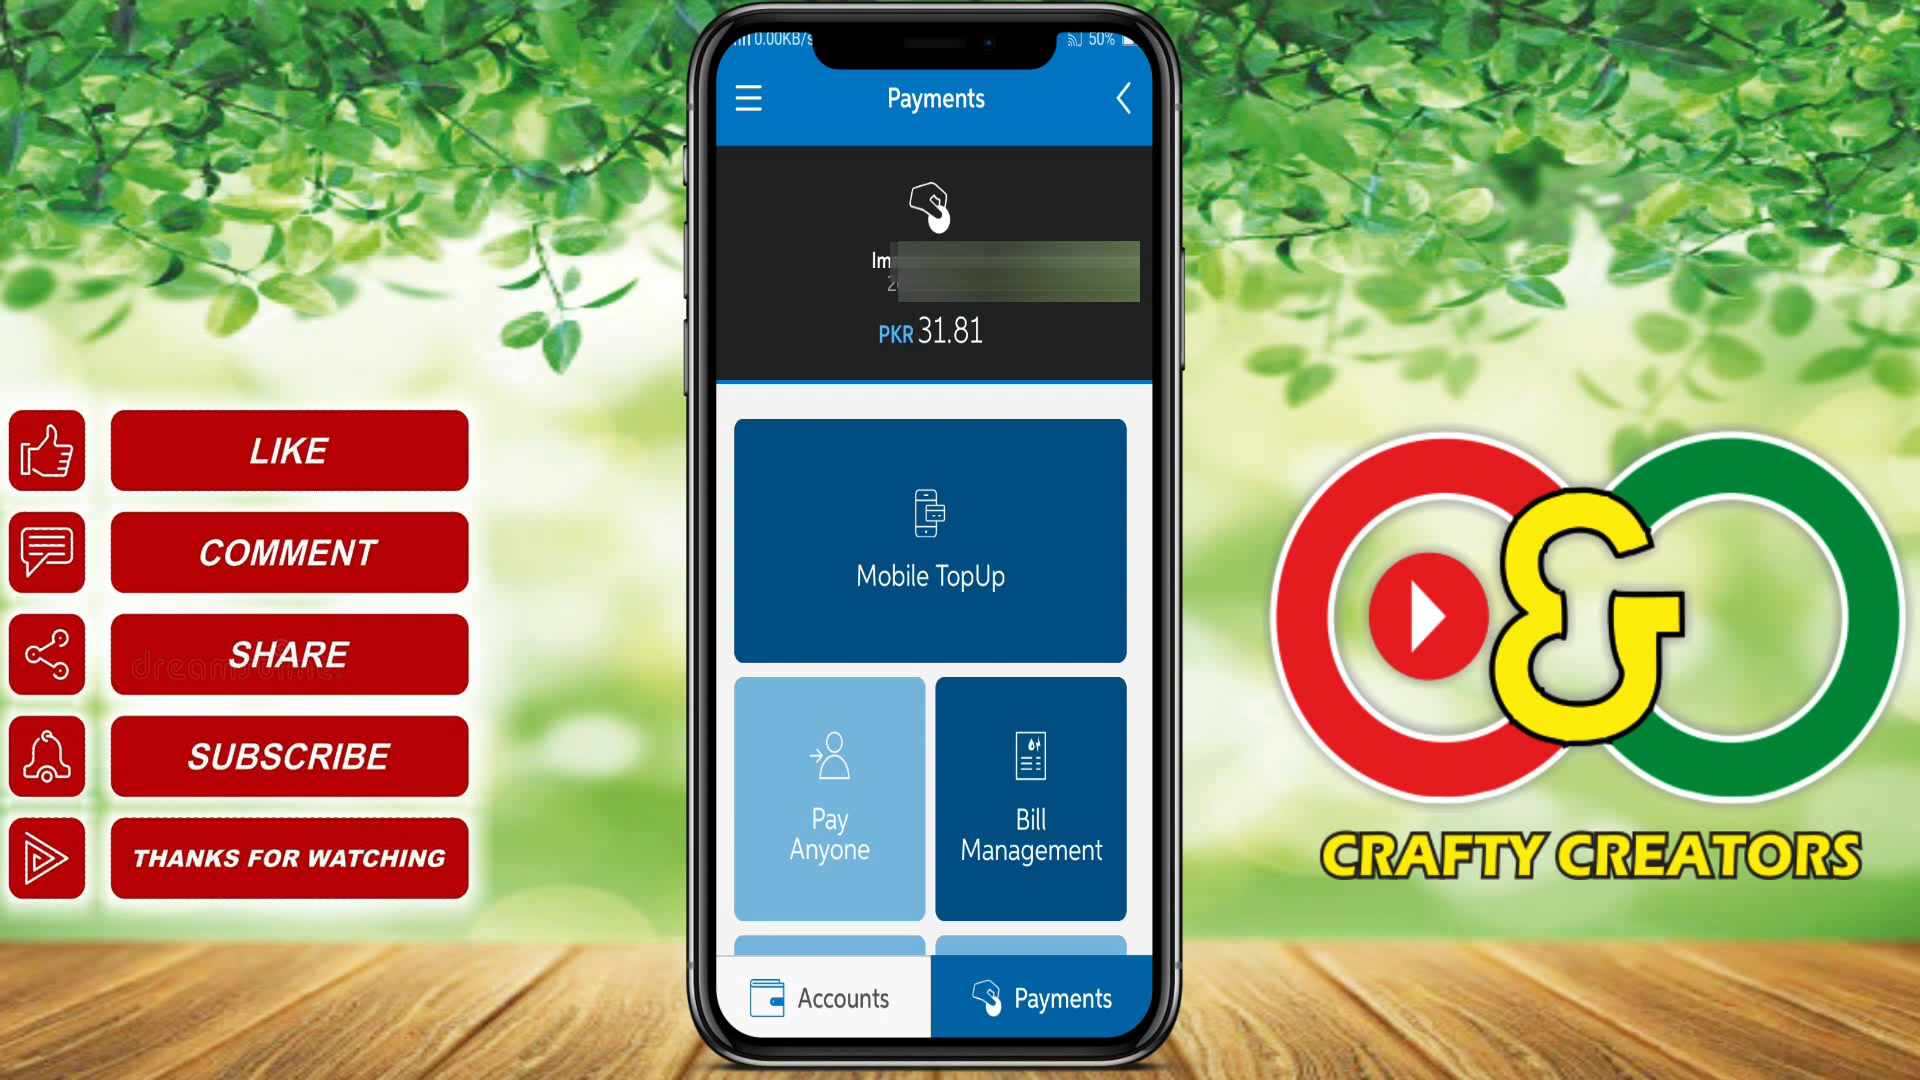 0.00KB/s
50%
Payments
Im
PKR 31.81
Mobile TopUp
Pay
Anyone
Bill
Management
Accounts
Payments
LIKE
COMMENT
SHARE
SUBSCRIBE
THANKS FOR WATCHING
C&C
CRAFTY CREATORS